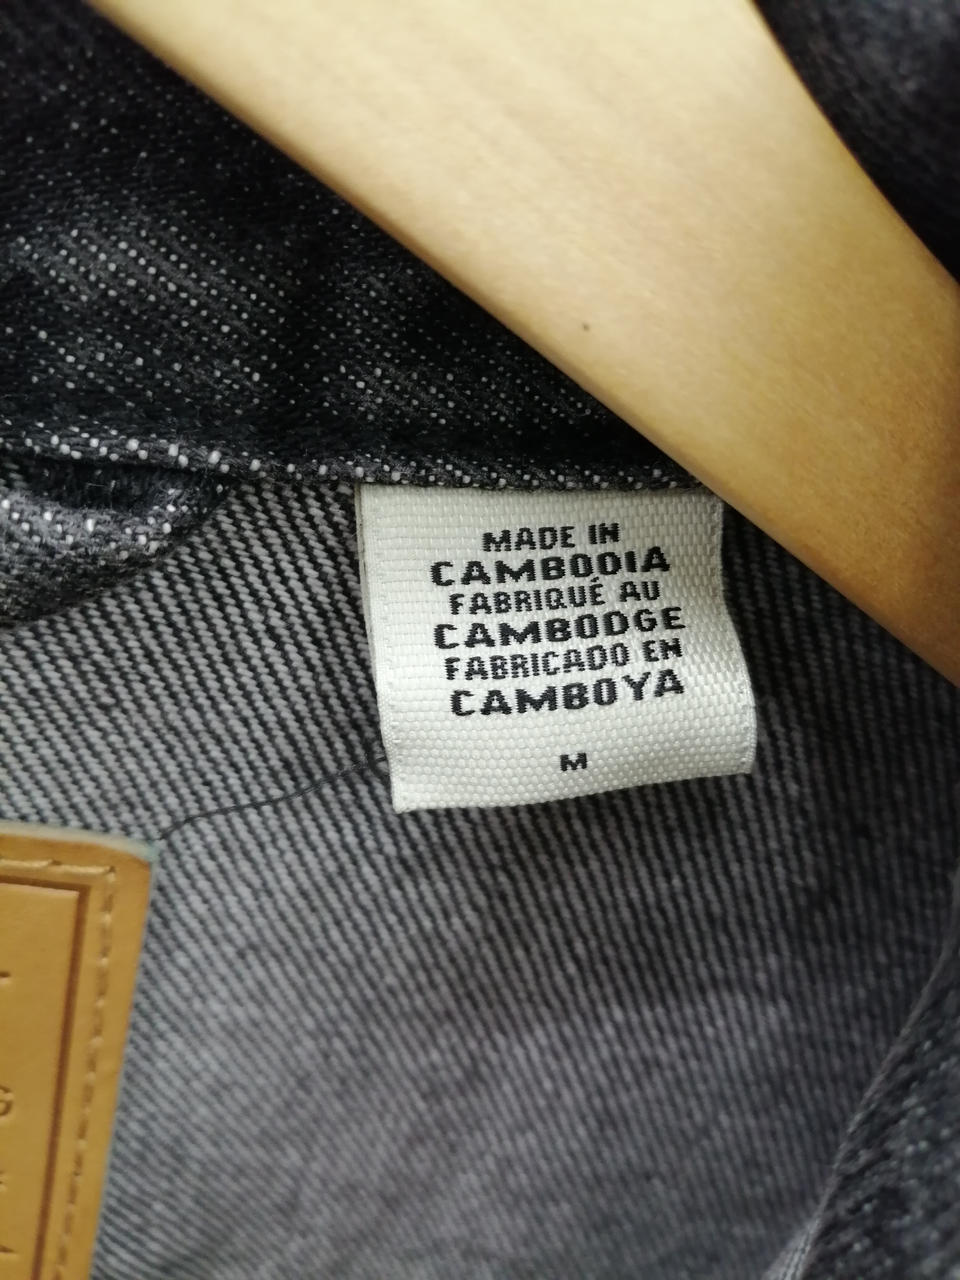 MADE IN
CAMBODIA
FABRIQUÉ AU
CAMBODGE
FABRICADO EN
CAMBOYA
M